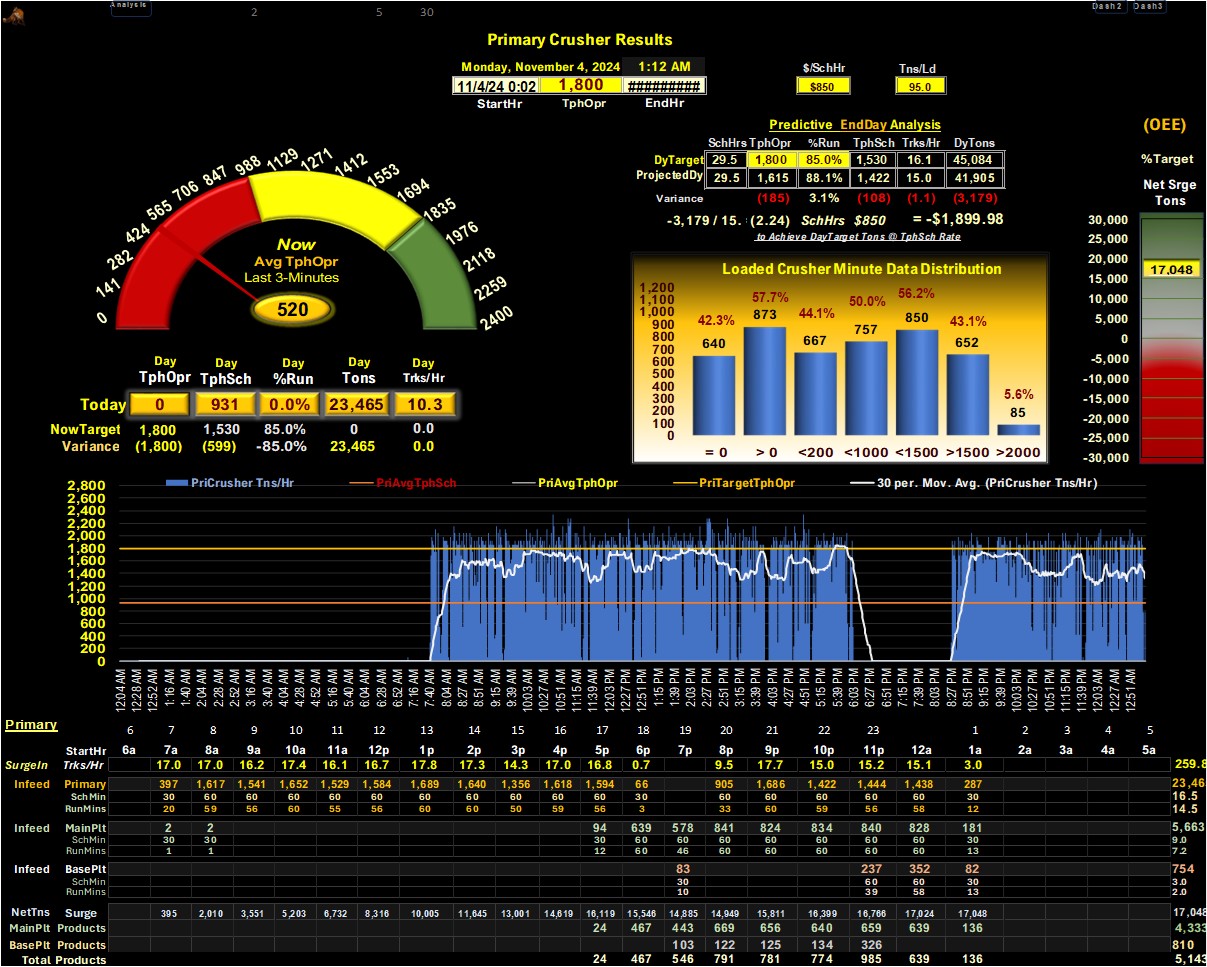 Analysis 2 5 30 Dash2 Dash3
Primary Crusher Results
Monday, November 4, 2024 1:12 AM
11/4/24 0:02 1,800 ##########
StartHr TphOpr EndHr
$/SchHr Tns/Ld
$850 95.0
Predictive EndDay Analysis
SchHrs TphOpr %Run TphSch Trks/Hr DyTons
DyTarget 29.5 1,800 85.0% 1,530 16.1 45,084
ProjectedDy 29.5 1,615 88.1% 1,422 15.0 41,905
Variance (185) 3.1% (108) (1.1) (3,179)
-3,179 / 15. (2.24) SchHrs $850 = -$1,899.98
to Achieve DayTarget Tons @ TphSch Rate
(OEE)
%Target
Net Srge
Tons
30,000
25,000
20,000
17,048
15,000
10,000
5,000
0
-5,000
-10,000
-15,000
-20,000
-25,000
-30,000
0 141 282 424 565 706 847 988 1129 1271 1412 1553 1694 1835 1976 2118 2259 2400
Now
Avg TphOpr
Last 3-Minutes
520
Day Day Day Day Day
TphOpr TphSch %Run Tons Trks/Hr
Today 0 931 0.0% 23,465 10.3
NowTarget 1,800 1,530 85.0% 0 0.0
Variance (1,800) (599) -85.0% 23,465 0.0
Loaded Crusher Minute Data Distribution
1,200
1,100
1,000
900
800
700
600
500
400
300
200
100
0
42.3% 57.7% 44.1% 50.0% 56.2% 43.1% 5.6%
640 873 667 757 850 652 85
= 0 > 0 <200 <1000 <1500 >1500 >2000
PriCrusher Tns/Hr PriAvgTphSch PriAvgTphOpr PriTargetTphOpr 30 per. Mov. Avg. (PriCrusher Tns/Hr)
2,800
2,600
2,400
2,200
2,000
1,800
1,600
1,400
1,200
1,000
800
600
400
200
0
12:04 AM 12:28 AM 12:52 AM 1:16 AM 1:40 AM 2:04 AM 2:28 AM 2:52 AM 3:16 AM 3:40 AM 4:04 AM 4:28 AM 4:52 AM 5:16 AM 5:40 AM 6:04 AM 6:28 AM 6:52 AM 7:16 AM 7:40 AM 8:04 AM 8:27 AM 8:51 AM 9:15 AM 9:39 AM 10:03 AM 10:27 AM 10:51 AM 11:15 AM 11:39 AM 12:03 PM 12:27 PM 12:51 PM 1:15 PM 1:39 PM 2:03 PM 2:27 PM 2:51 PM 3:15 PM 3:39 PM 4:03 PM 4:27 PM 4:51 PM 5:15 PM 5:39 PM 6:03 PM 6:27 PM 6:51 PM 7:15 PM 7:39 PM 8:03 PM 8:27 PM 8:51 PM 9:15 PM 9:39 PM 10:03 PM 10:27 PM 10:51 PM 11:15 PM 11:39 PM 12:03 AM 12:27 AM 12:51 AM
Primary 6 7 8 9 10 11 12 13 14 15 16 17 18 19 20 21 22 23 1 2 3 4 5
StartHr 6a 7a 8a 9a 10a 11a 12p 1p 2p 3p 4p 5p 6p 7p 8p 9p 10p 11p 12a 1a 2a 3a 4a 5a
SurgeIn Trks/Hr 17.0 17.0 16.2 17.4 16.1 16.7 17.8 17.3 14.3 17.0 16.8 0.7 9.5 17.7 15.0 15.2 15.1 3.0 259.8
Infeed Primary 397 1,617 1,541 1,652 1,529 1,584 1,689 1,640 1,356 1,618 1,594 66 905 1,686 1,422 1,444 1,438 287 23,46
SchMin 30 60 60 60 60 60 60 60 60 60 60 30 60 60 60 60 60 30 16.5
RunMins 20 59 56 60 55 56 60 60 50 59 56 3 33 60 59 56 58 12 14.5
Infeed MainPlt 2 2 94 639 578 841 824 834 840 828 181 5,663
SchMin 30 30 30 60 60 60 60 60 60 60 30 9.0
RunMins 1 1 12 60 46 60 60 60 60 60 13 7.2
Infeed BasePlt 83 237 352 82 754
SchMin 30 60 60 30 3.0
RunMins 10 39 58 13 2.0
NetTns Surge 395 2,010 3,551 5,203 6,732 8,316 10,005 11,645 13,001 14,619 16,119 15,546 14,885 14,949 15,811 16,399 16,766 17,024 17,048 17,048
MainPlt Products 24 467 443 669 656 640 659 639 136 4,333
BasePlt Products 103 122 125 134 326 810
Total Products 24 467 546 791 781 774 985 639 136 5,143